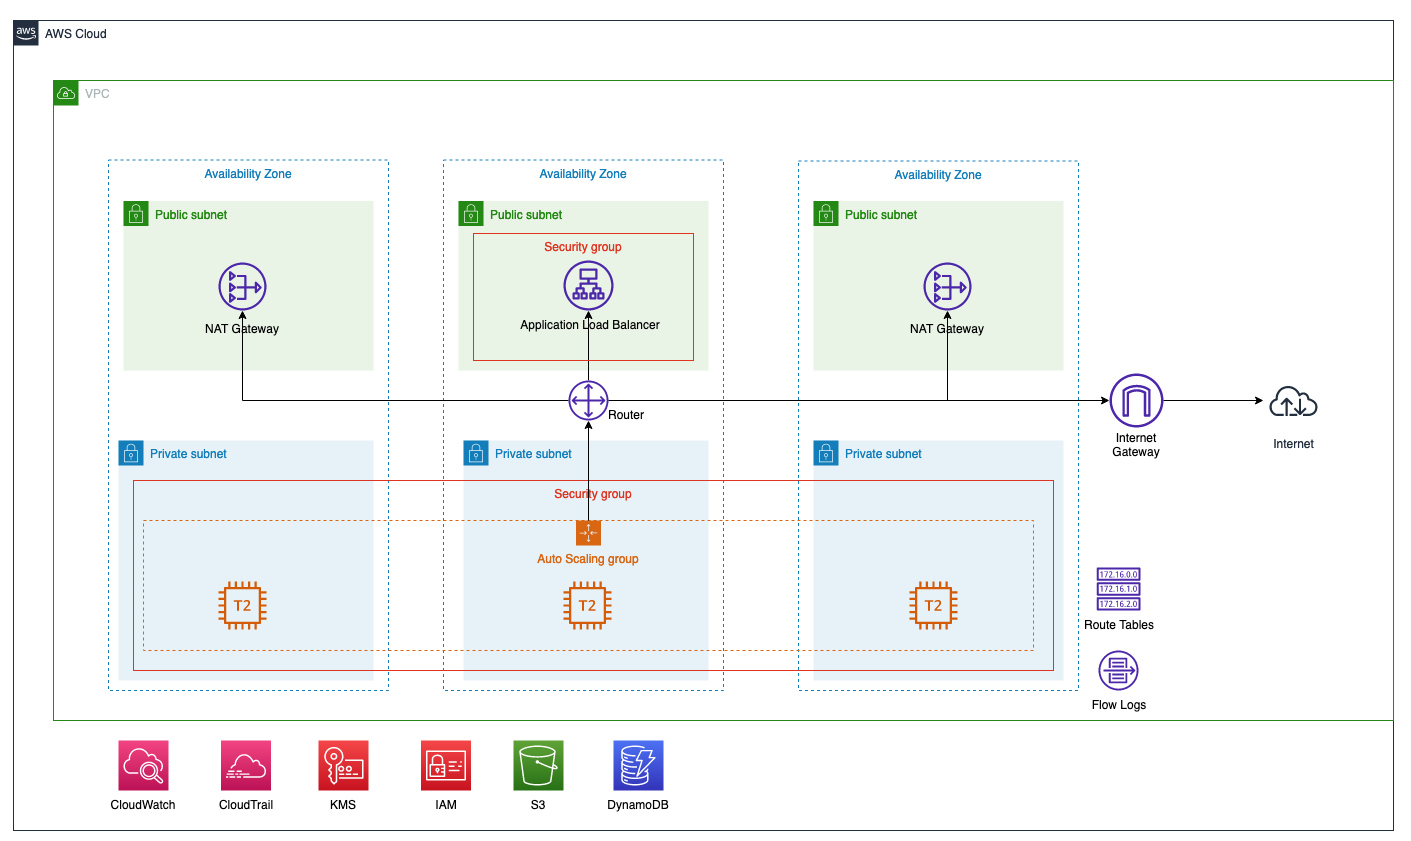 aws
AWS Cloud
VPC
Availability Zone
Availability Zone
Availability Zone
Public subnet
Public subnet
Public subnet
Security group
NAT Gateway
Application Load Balancer
NAT Gateway
Router
Internet
Gateway
Internet
Private subnet
Private subnet
Private subnet
Security group
Auto Scaling group
T2
T2
T2
172.16.0.0
172.16.1.0
172.16.2.0
Route Tables
Flow Logs
CloudWatch
CloudTrail
KMS
IAM
S3
DynamoDB